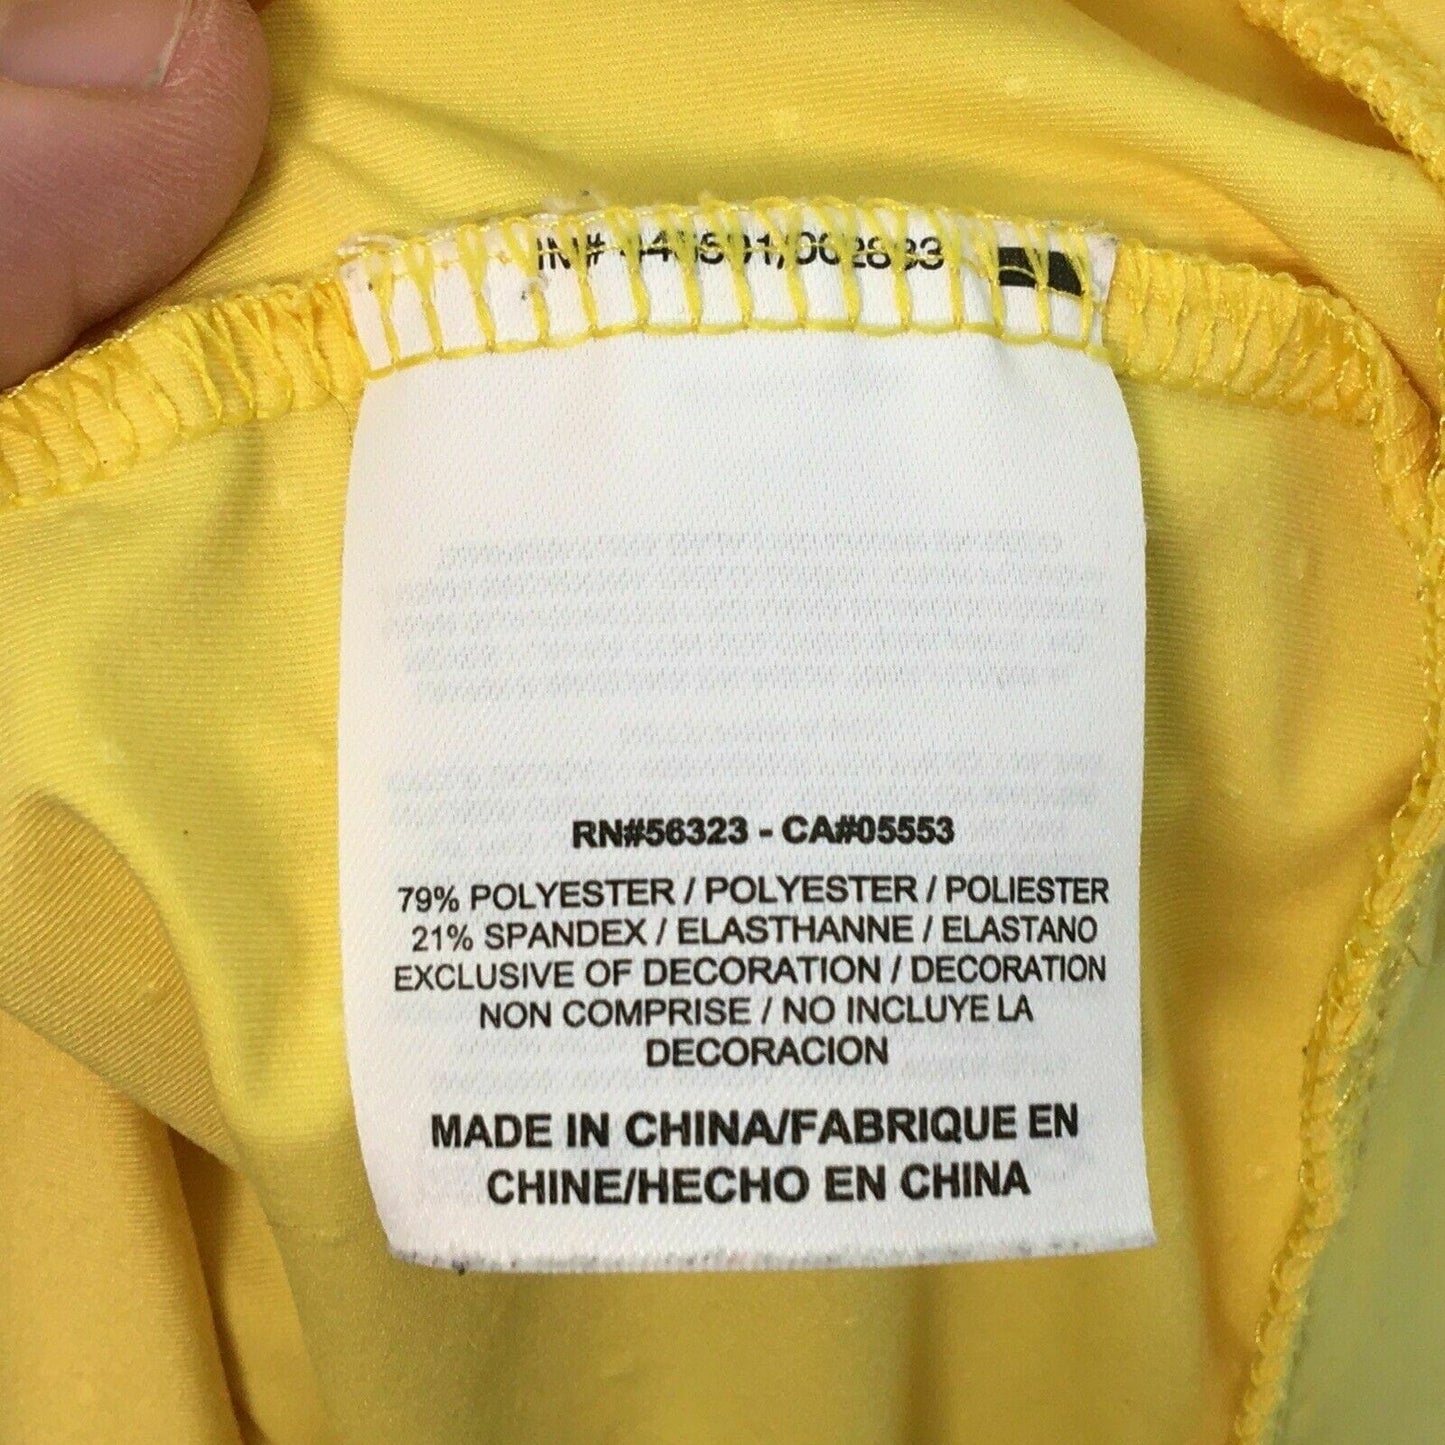 RN#56323 - CA#05553
79% POLYESTER / POLYESTER / POLIESTER
21% SPANDEX / ELASTHANNE / ELASTANO
EXCLUSIVE OF DECORATION / DECORATION
NON COMPRISE / NO INCLUYE LA
DECORACION
MADE IN CHINA/FABRIQUE EN
CHINE/HECHO EN CHINA